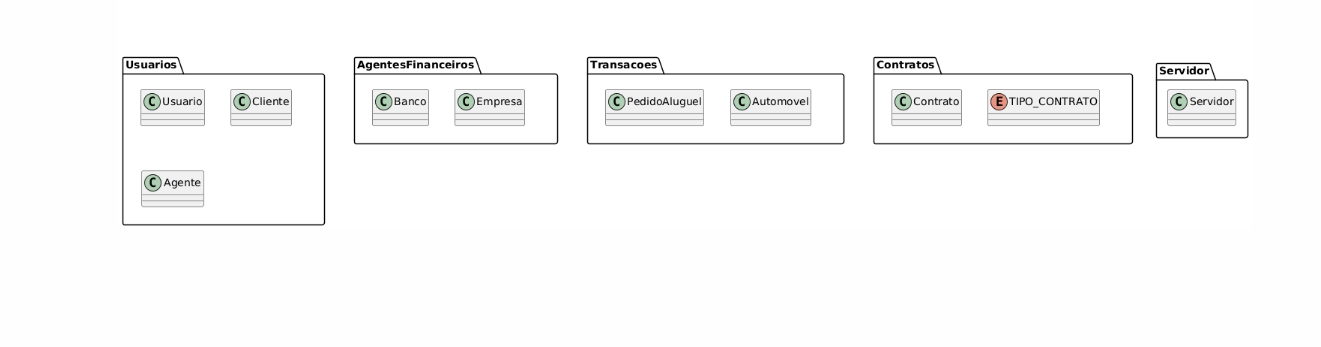 Usuarios
C Usuario
C Cliente
C Agente
AgentesFinanceiros
C Banco
C Empresa
Transacoes
C PedidoAluguel
C Automovel
Contratos
C Contrato
E TIPO_CONTRATO
Servidor
C Servidor